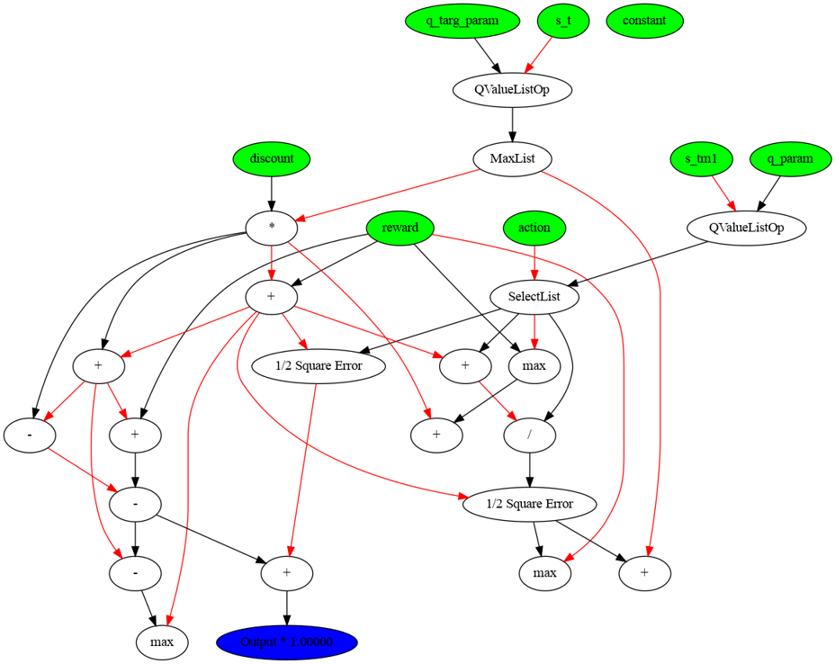 q_targ_param
s_t
constant
QValueListOp
discount
MaxList
s_tm1
q_param
*
reward
action
QValueListOp
+
SelectList
+
1/2 Square Error
+
max
-
+
+
/
-
1/2 Square Error
-
+
max
+
max
Output * 1.00000